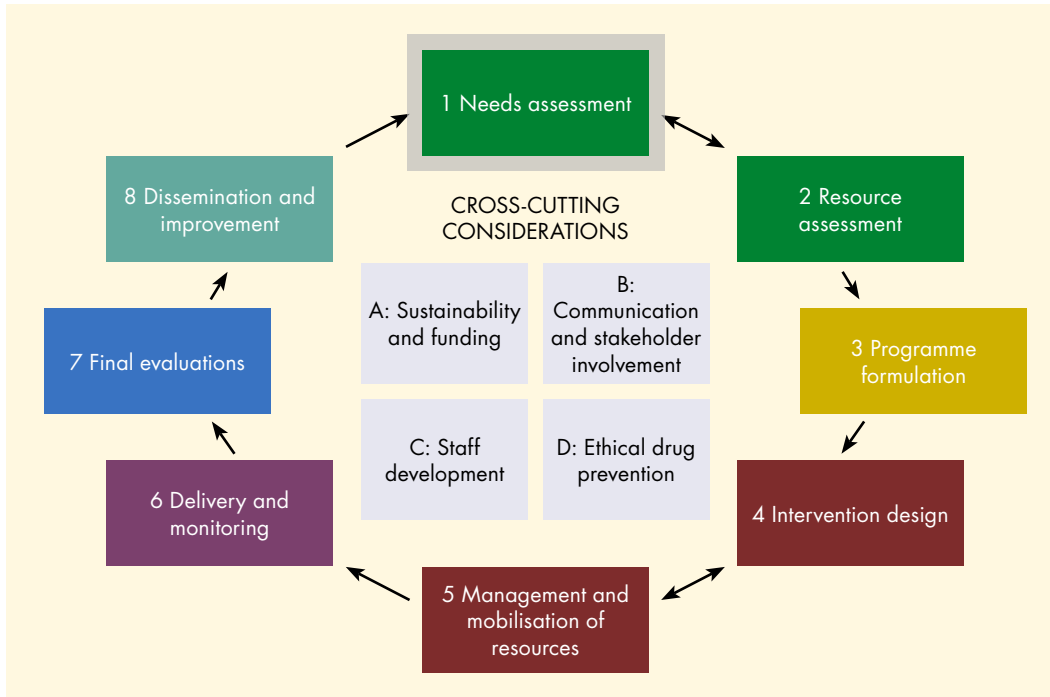 1 Needs assessment
2 Resource
assessment
3 Programme
formulation
4 Intervention design
5 Management and
mobilisation of
resources
6 Delivery and
monitoring
7 Final evaluations
8 Dissemination and
improvement
CROSS-CUTTING
CONSIDERATIONS
A: Sustainability
and funding
B:
Communication
and stakeholder
involvement
C: Staff
development
D: Ethical drug
prevention